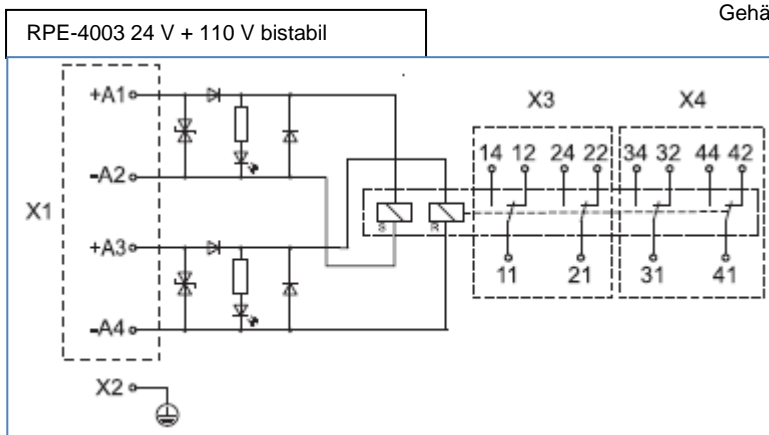 Gehä
RPE-4003 24 V + 110 V bistabil
+A1
X3 X4
14 12 24 22 34 32 44 42
-A2
X1
S R
+A3
11 21 31 41
-A4
X2